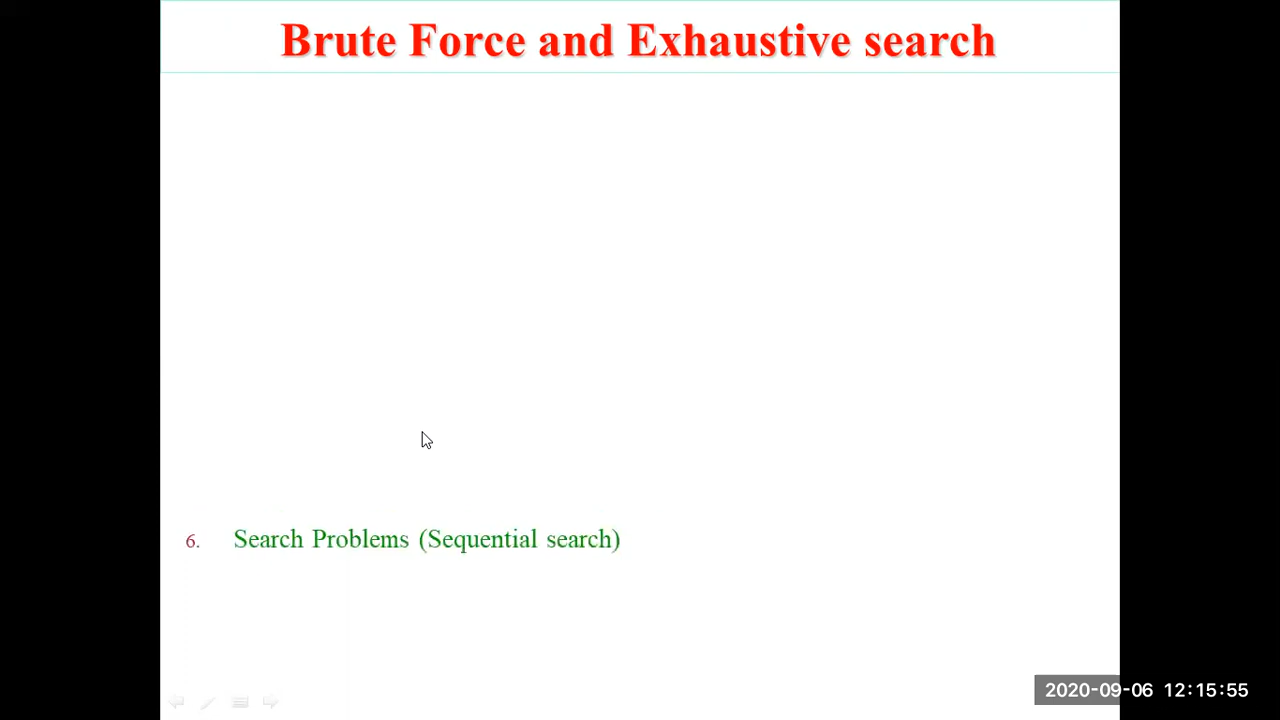 Brute Force and Exhaustive search
6. Search Problems (Sequential search)
2020-09-06 12:15:55